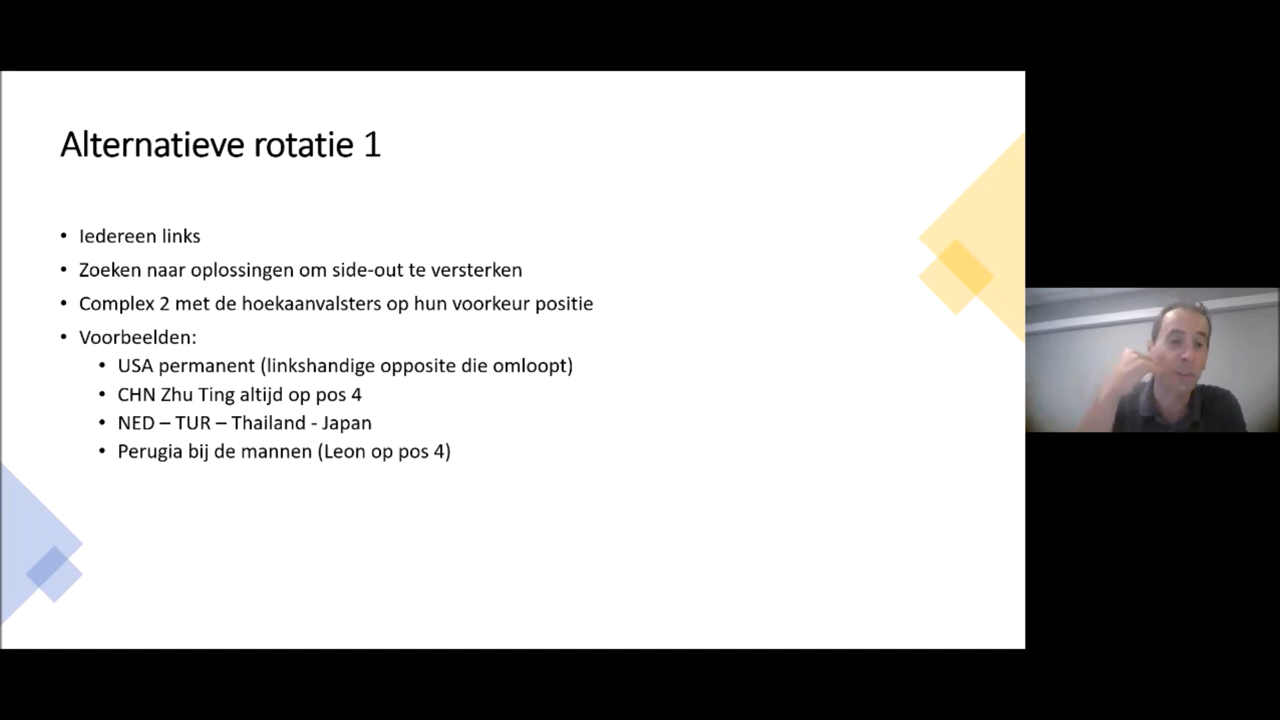 Alternatieve rotatie 1
• Iedereen links
• Zoeken naar oplossingen om side-out te versterken
• Complex 2 met de hoekaanvalsters op hun voorkeur positie
• Voorbeelden:
• USA permanent (linkshandige opposite die omloopt)
• CHN Zhu Ting altijd op pos 4
• NED – TUR – Thailand - Japan
• Perugia bij de mannen (Leon op pos 4)